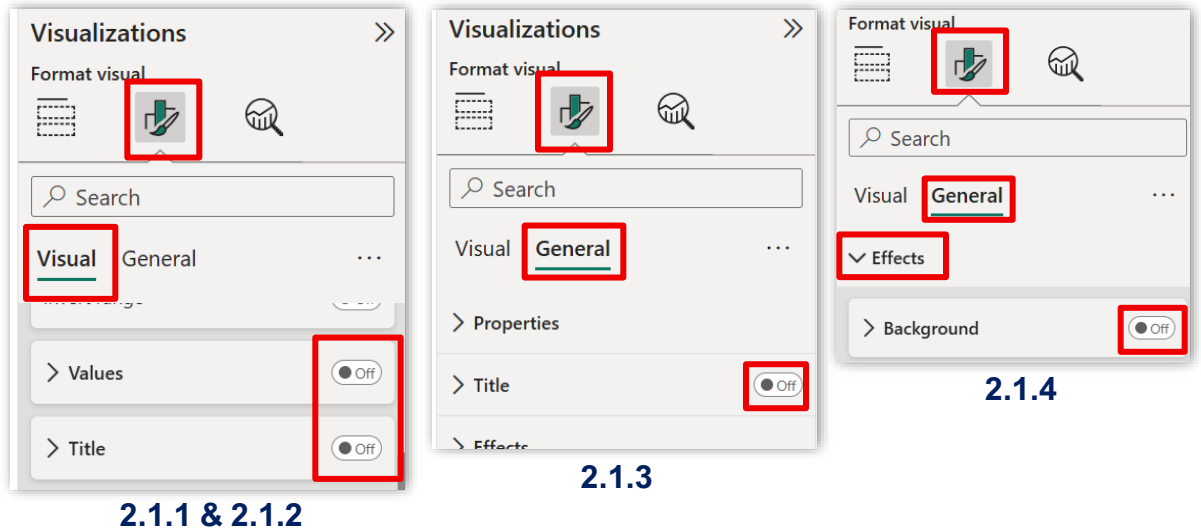 Visualizations
Format visual
Search
Visual General ...
Off
Values Off
Title Off
2.1.1 & 2.1.2
Visualizations
Format visual
Search
Visual General ...
Properties
Title Off
Effects
2.1.3
Format visual
Search
Visual General ...
Effects
Background Off
2.1.4